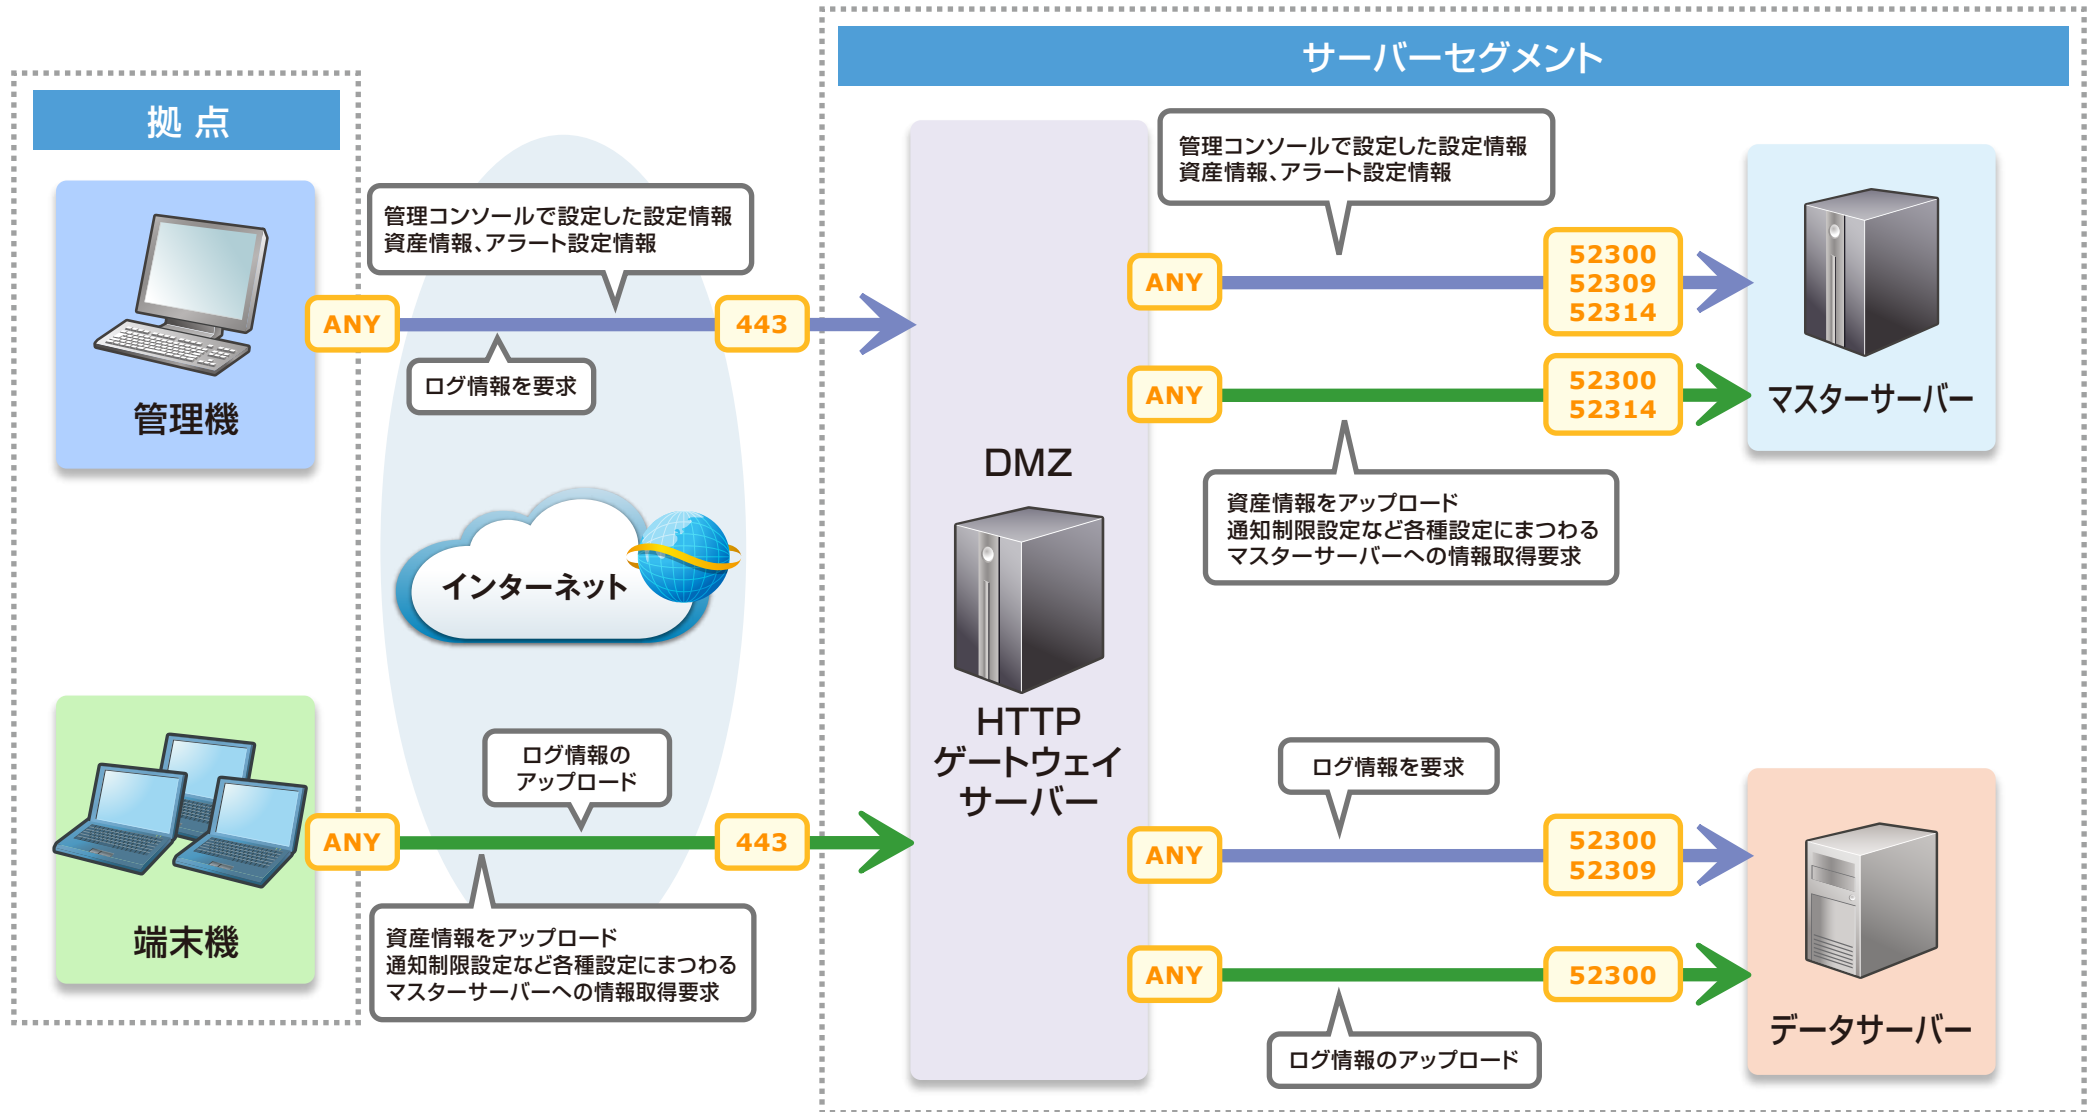 サーバーセグメント
拠 点
管理コンソールで設定した設定情報
資産情報、アラート設定情報
ANY
443
ログ情報を要求
管理機
インターネット
ログ情報の
アップロード
ANY
443
資産情報をアップロード
通知制限設定など各種設定にまつわる
マスターサーバーへの情報取得要求
端末機
DMZ
HTTP
ゲートウェイ
サーバー
管理コンソールで設定した設定情報
資産情報、アラート設定情報
ANY
52300
52309
52314
ANY
52300
52314
資産情報をアップロード
通知制限設定など各種設定にまつわる
マスターサーバーへの情報取得要求
マスターサーバー
ログ情報を要求
ANY
52300
52309
ANY
52300
ログ情報のアップロード
データサーバー